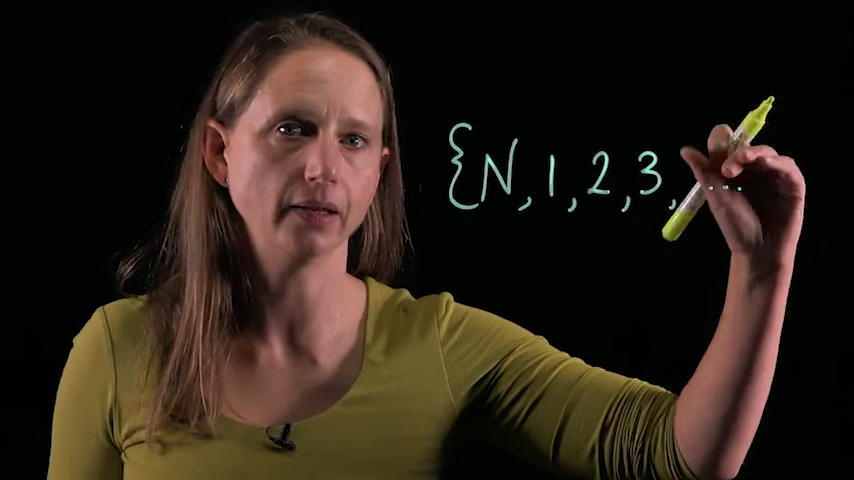 {N, 1, 2, 3, ...